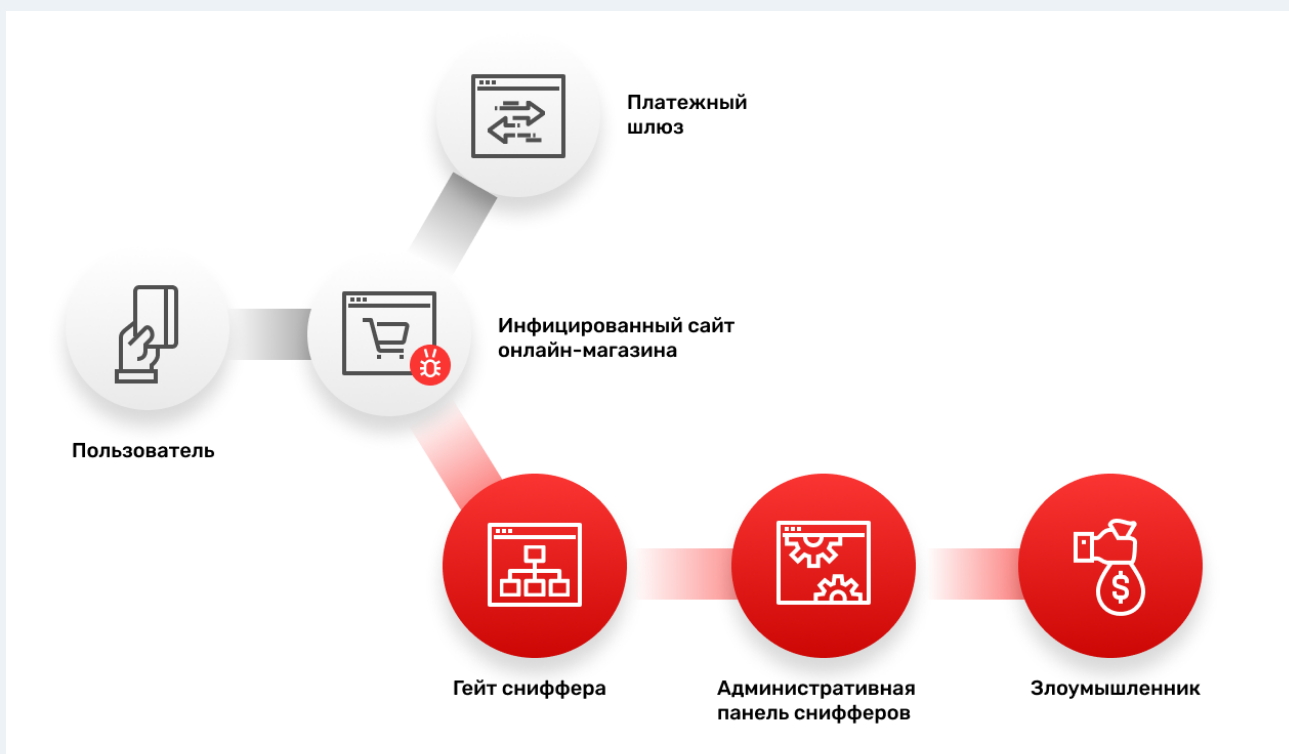 Платежный
шлюз
Инфицированный сайт
онлайн-магазина
Пользователь
Гейт сниффера
Административная
панель снифферов
Злоумышленник
$